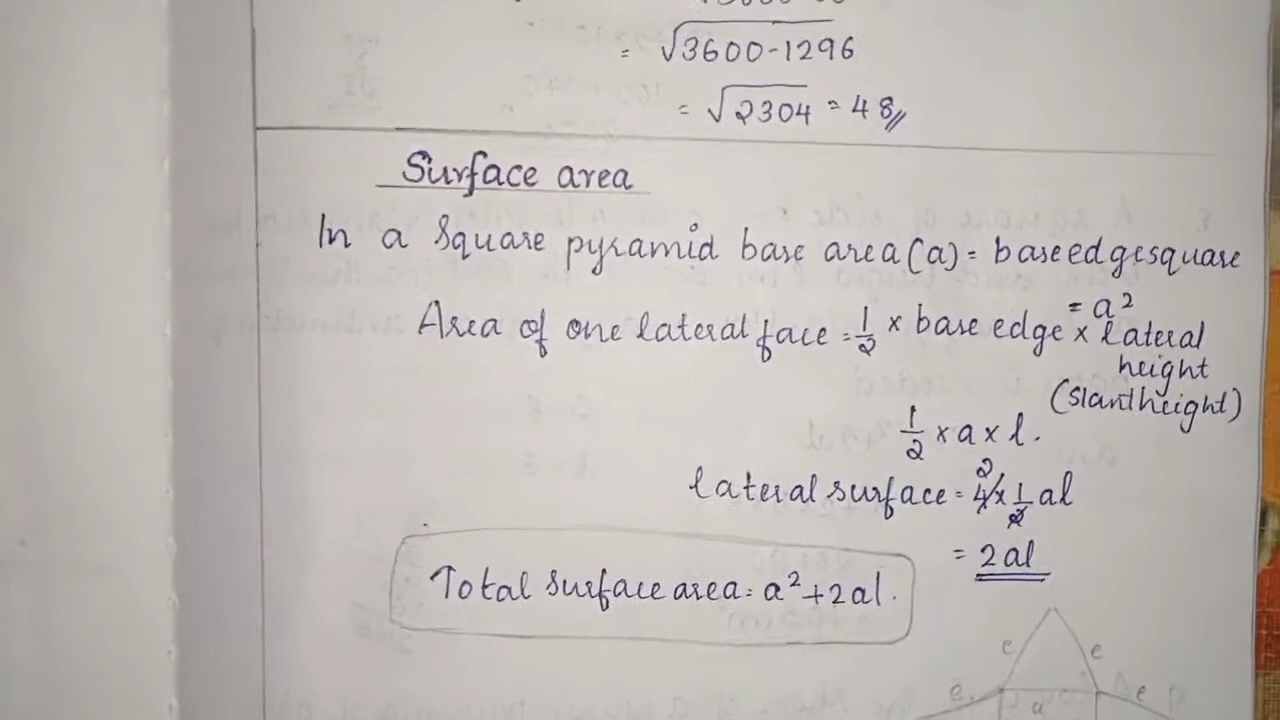 = √3600-1296
= √2304 = 48//
Surface area
In a square pyramid base area (a) = base edge square
= a²
Area of one lateral face = 1/2 × base edge × lateral
height
(slant height)
1/2 × a × l.
lateral surface = 4 2 × 1/2 al
= 2al
Total surface area = a² + 2al.
e e
e a e